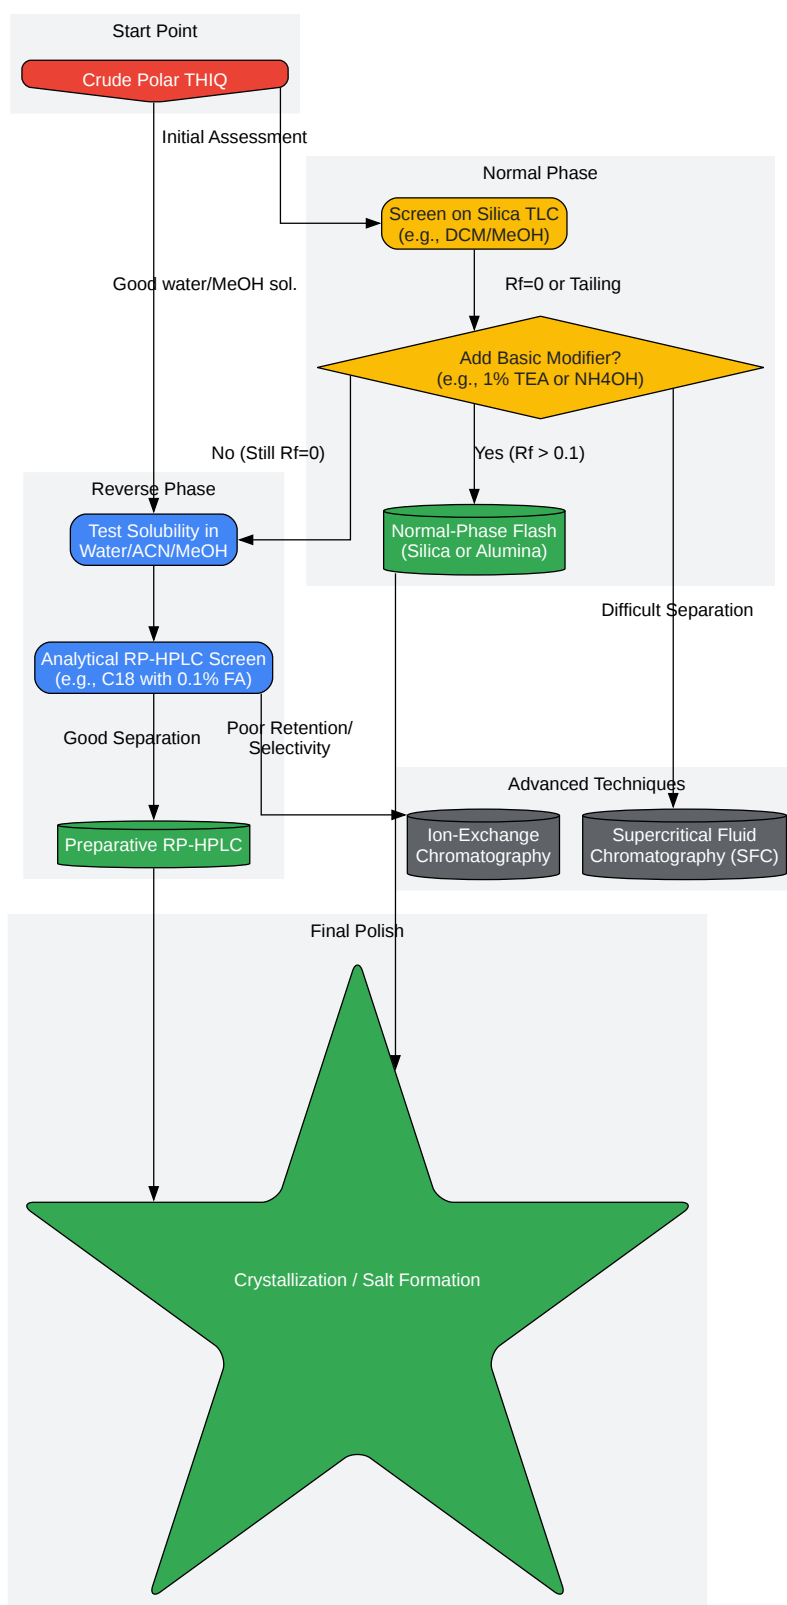 Start Point
Crude Polar THIQ
Initial Assessment
Normal Phase
Screen on Silica TLC
(e.g., DCM/MeOH)
Good water/MeOH sol.
Rf=0 or Tailing
Add Basic Modifier?
(e.g., 1% TEA or NH4OH)
No (Still Rf=0)
Yes (Rf > 0.1)
Reverse Phase
Test Solubility in
Water/ACN/MeOH
Normal-Phase Flash
(Silica or Alumina)
Difficult Separation
Analytical RP-HPLC Screen
(e.g., C18 with 0.1% FA)
Good Separation
Poor Retention/
Selectivity
Advanced Techniques
Preparative RP-HPLC
Ion-Exchange
Chromatography
Supercritical Fluid
Chromatography (SFC)
Final Polish
Crystallization / Salt Formation